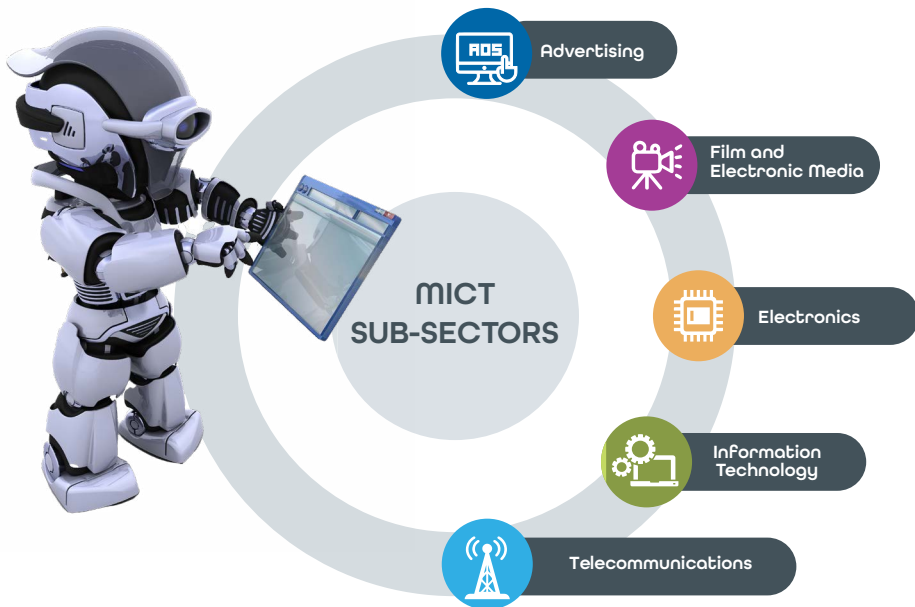 ADS
Advertising
Film and
Electronic Media
MICT
SUB-SECTORS
Electronics
Information
Technology
Telecommunications